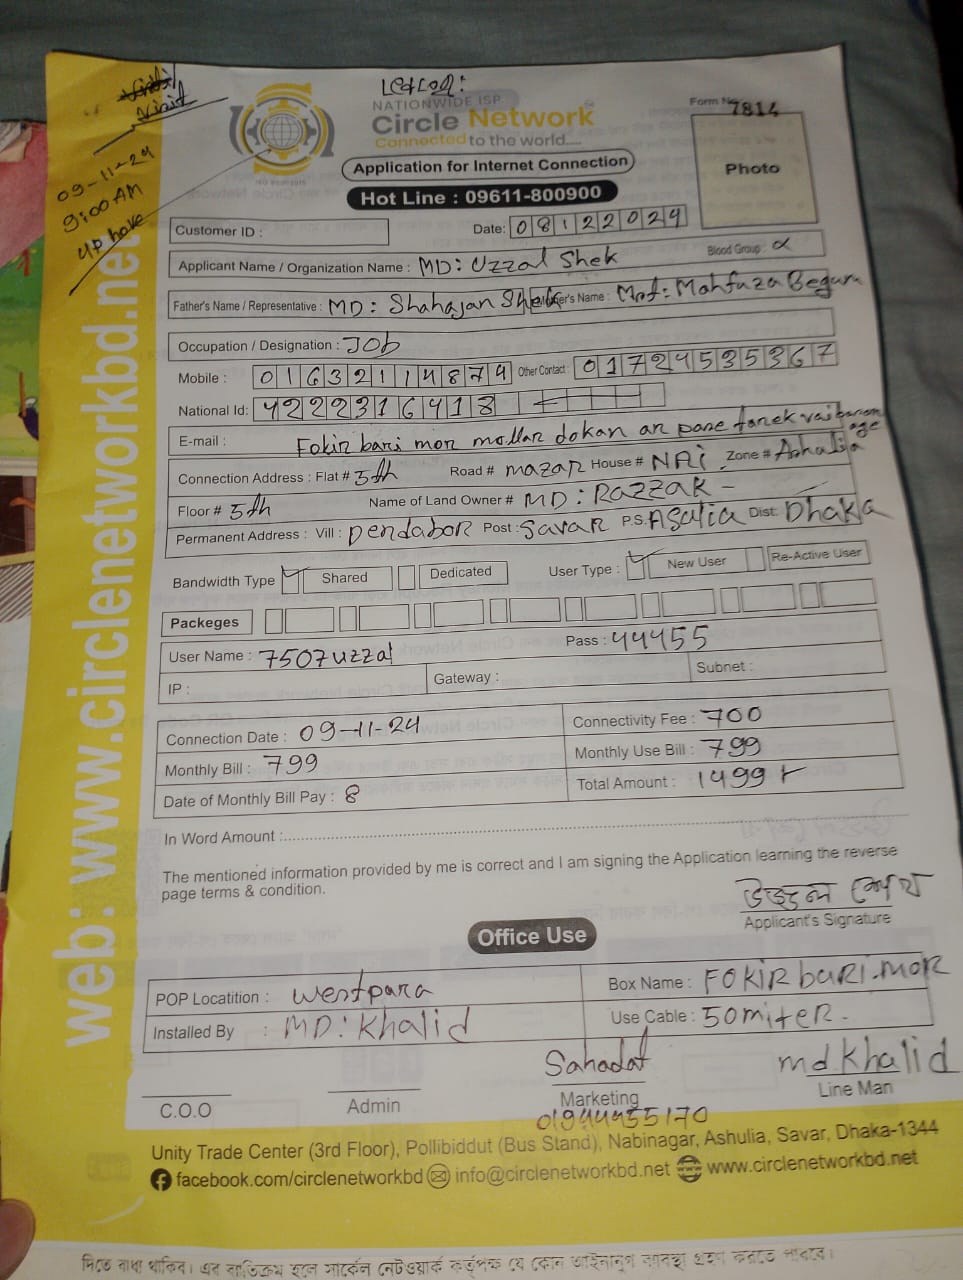 Visit
09-11-24
9:00 AM
up hove
NATIONWIDE ISP
Circle Network
Connected to the world....
Application for Internet Connection
Hot Line : 09611-800900
Form No 7814
Photo
Customer ID :
Date: 08122024
Applicant Name / Organization Name : MD: Uzzal Shek Blood Group :
Father's Name / Representative : MD: Shahajan Shek Mother's Name : Mahfuza Begum
Occupation / Designation : Job
Mobile : 01632114874 Other Contact : 01724535367
National Id: 4222316418
E-mail :
Fokir bari mor mollar dokan ar pase tanek vai baram age
Connection Address : Flat # 5th Road # mazar House # NAi Zone # Ashalia
Floor # 5th Name of Land Owner # MD: Razzak -
Permanent Address : Vill : Dendabor Post : Savar P.S. ASalia Dist: Dhaka
Bandwidth Type Shared Dedicated User Type : New User Re-Active User
Packeges
User Name : 7507uzzal Pass : 44455
IP : Gateway : Subnet :
Connection Date : 09-11-24 Connectivity Fee : 700
Monthly Bill : 799 Monthly Use Bill : 799
Date of Monthly Bill Pay : 8 Total Amount : 1499
In Word Amount :
The mentioned information provided by me is correct and I am signing the Application learning the reverse
page terms & condition.
উজ্জল শেখ
Applicant's Signature
Office Use
POP Locatition : westpara Box Name : FOKIR bari-mor
Installed By : MD: Khalid Use Cable : 50miter-
Sahadat md.khalid
C.O.O Admin Marketing Line Man
01944455170
Unity Trade Center (3rd Floor), Pollibiddut (Bus Stand), Nabinagar, Ashulia, Savar, Dhaka-1344
facebook.com/circlenetworkbd info@circlenetworkbd.net www.circlenetworkbd.net
web: www.circlenetworkbd.net
দিতে বাধ্য থাকিব। এর ব্যতিক্রম হলে সার্কেল নেটওয়ার্ক কর্তৃপক্ষ যে কোন আইনানুগ ব্যবস্থা গ্রহণ করতে পারবে।